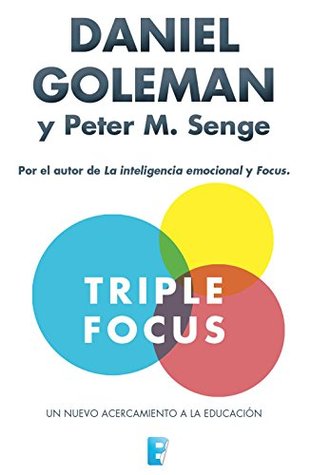 DANIEL
GOLEMAN
y Peter M. Senge
Por el autor de La inteligencia emocional y Focus.
TRIPLE
FOCUS
UN NUEVO ACERCAMIENTO A LA EDUCACIÓN
B